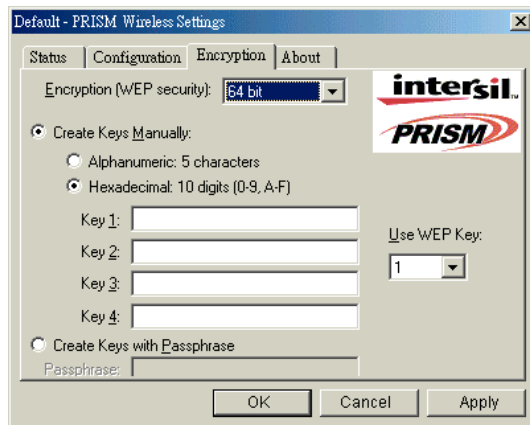 Default - PRISM Wireless Settings
Status
Configuration
Encryption
About
Encryption (WEP security):
64 bit
intersil™
PRISM
Create Keys Manually:
Alphanumeric: 5 characters
Hexadecimal: 10 digits (0-9, A-F)
Key 1:
Key 2:
Key 3:
Key 4:
Use WEP Key:
1
Create Keys with Passphrase
Passphrase:
OK
Cancel
Apply